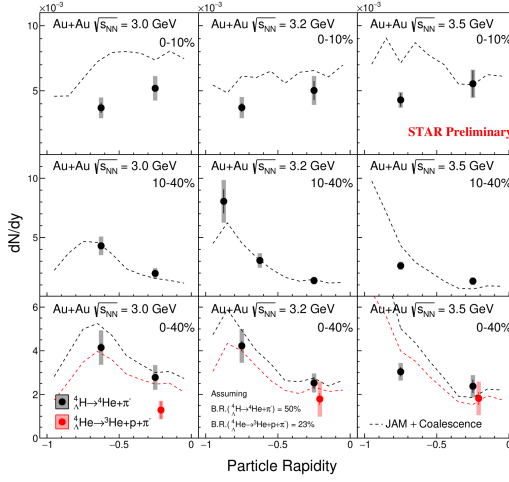 ×10⁻³ ×10⁻³ ×10⁻³
Au+Au √sNN = 3.0 GeV Au+Au √sNN = 3.2 GeV Au+Au √sNN = 3.5 GeV
0-10% 0-10% 0-10%
10
5
STAR Preliminary
Au+Au √sNN = 3.0 GeV Au+Au √sNN = 3.2 GeV Au+Au √sNN = 3.5 GeV
10-40% 10-40% 10-40%
10
5
dN/dy
Au+Au √sNN = 3.0 GeV Au+Au √sNN = 3.2 GeV Au+Au √sNN = 3.5 GeV
0-40% 0-40% 0-40%
6
4
2
0
⁴ΛH→⁴He+π⁻
⁴ΛHe→³He+p+π⁻
Assuming
B.R.(⁴ΛH→⁴He+π⁻) = 50%
B.R.(⁴ΛHe→³He+p+π⁻) = 23%
JAM + Coalescence
−1 −0.5 0 −1 −0.5 0 −1 −0.5 0
Particle Rapidity